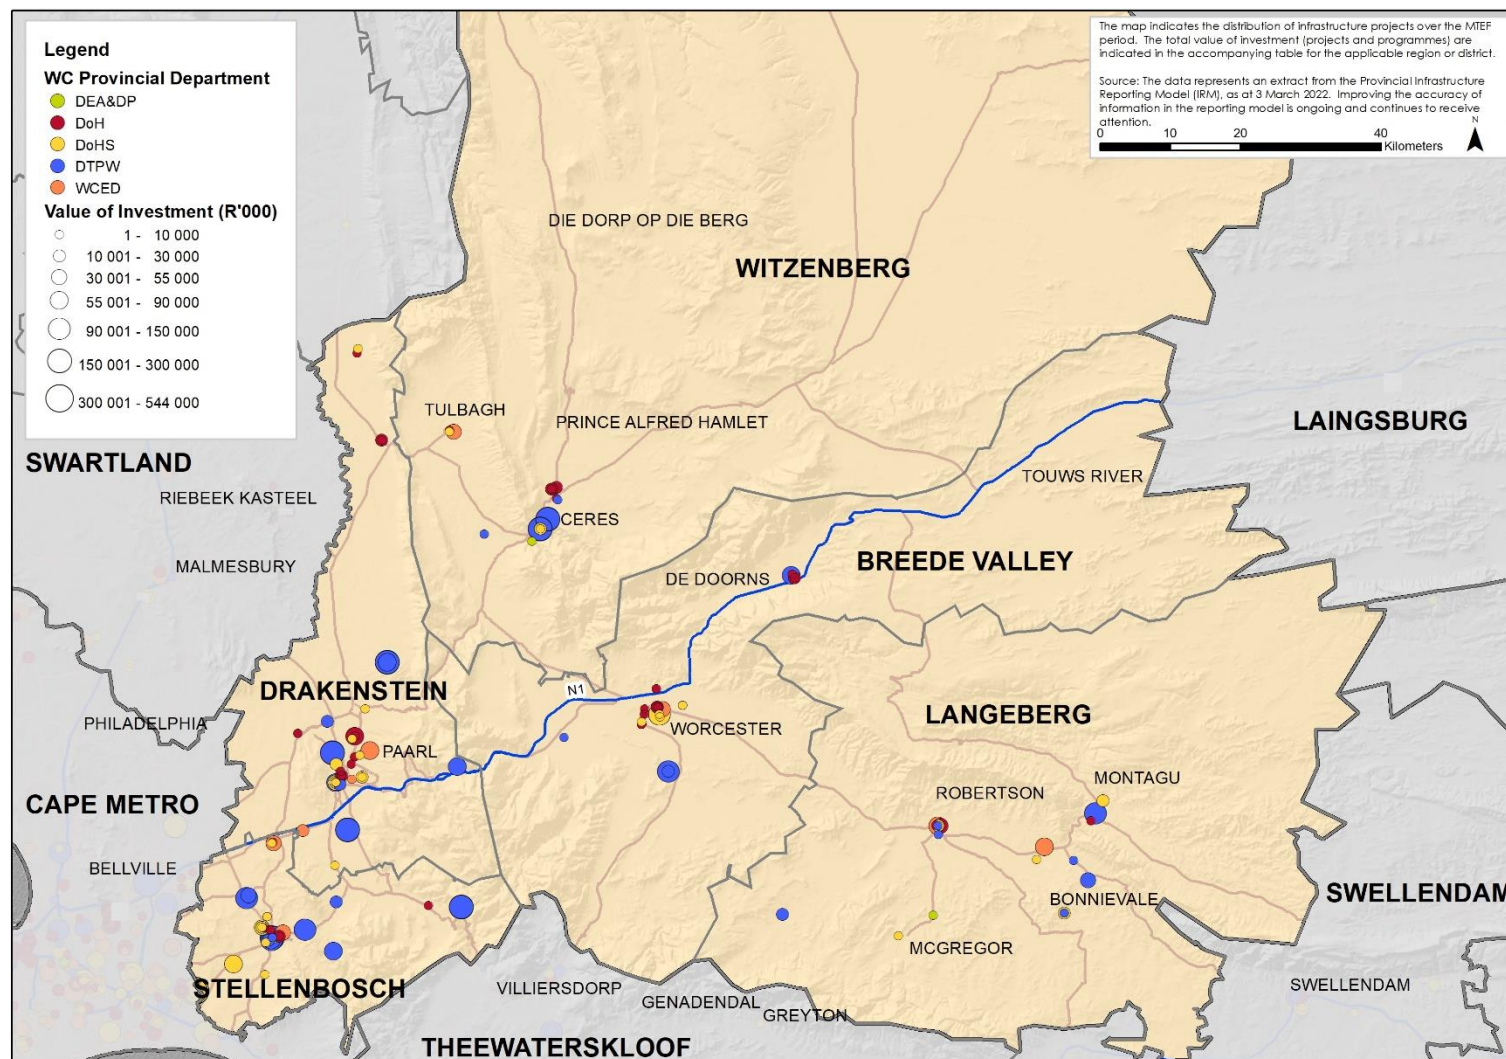 Legend
WC Provincial Department
DEA&DP
DoH
DoHS
DTPW
WCED
Value of Investment (R'000)
1 - 10 000
10 001 - 30 000
30 001 - 55 000
55 001 - 90 000
90 001 - 150 000
150 001 - 300 000
300 001 - 544 000
The map indicates the distribution of infrastructure projects over the MTEF
period. The total value of investment (projects and programmes) are
indicated in the accompanying table for the applicable region or district.
Source: The data represents an extract from the Provincial Infrastructure
Reporting Model (IRM), as at 3 March 2022. Improving the accuracy of
information in the reporting model is ongoing and continues to receive
attention.
N
0 10 20 40
Kilometers
DIE DORP OP DIE BERG
WITZENBERG
TULBAGH
PRINCE ALFRED HAMLET
LAINGSBURG
SWARTLAND
TOUWS RIVER
RIEBEEK KASTEEL
CERES
MALMESBURY
DE DOORNS
BREEDE VALLEY
DRAKENSTEIN
N1
PHILADELPHIA
WORCESTER
LANGEBERG
PAARL
MONTAGU
ROBERTSON
CAPE METRO
BELLVILLE
BONNIEVALE
SWELLENDAM
MCGREGOR
STELLENBOSCH
VILLIERSDORP
GENADENDAL
GREYTON
SWELLENDAM
THEEWATERSKLOOF